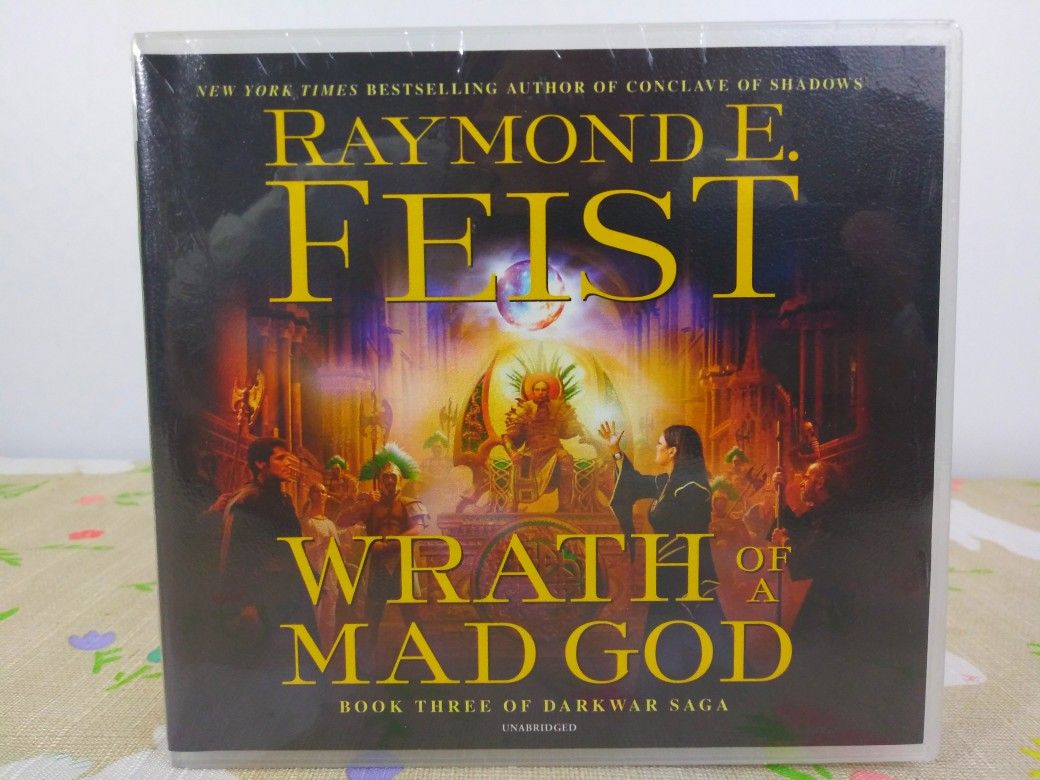 NEW YORK TIMES BESTSELLING AUTHOR OF CONCLAVE OF SHADOWS
RAYMOND E.
FEIST
WRATH OF A
MAD GOD
BOOK THREE OF DARKWAR SAGA
UNABRIDGED